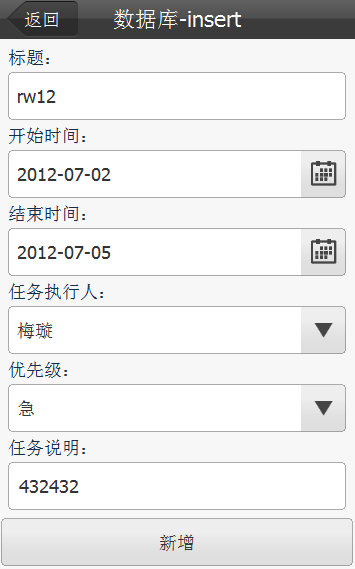 返回
数据库-insert
标题：
rw12
开始时间：
2012-07-02
结束时间：
2012-07-05
任务执行人：
梅璇
优先级：
急
任务说明：
432432
新增